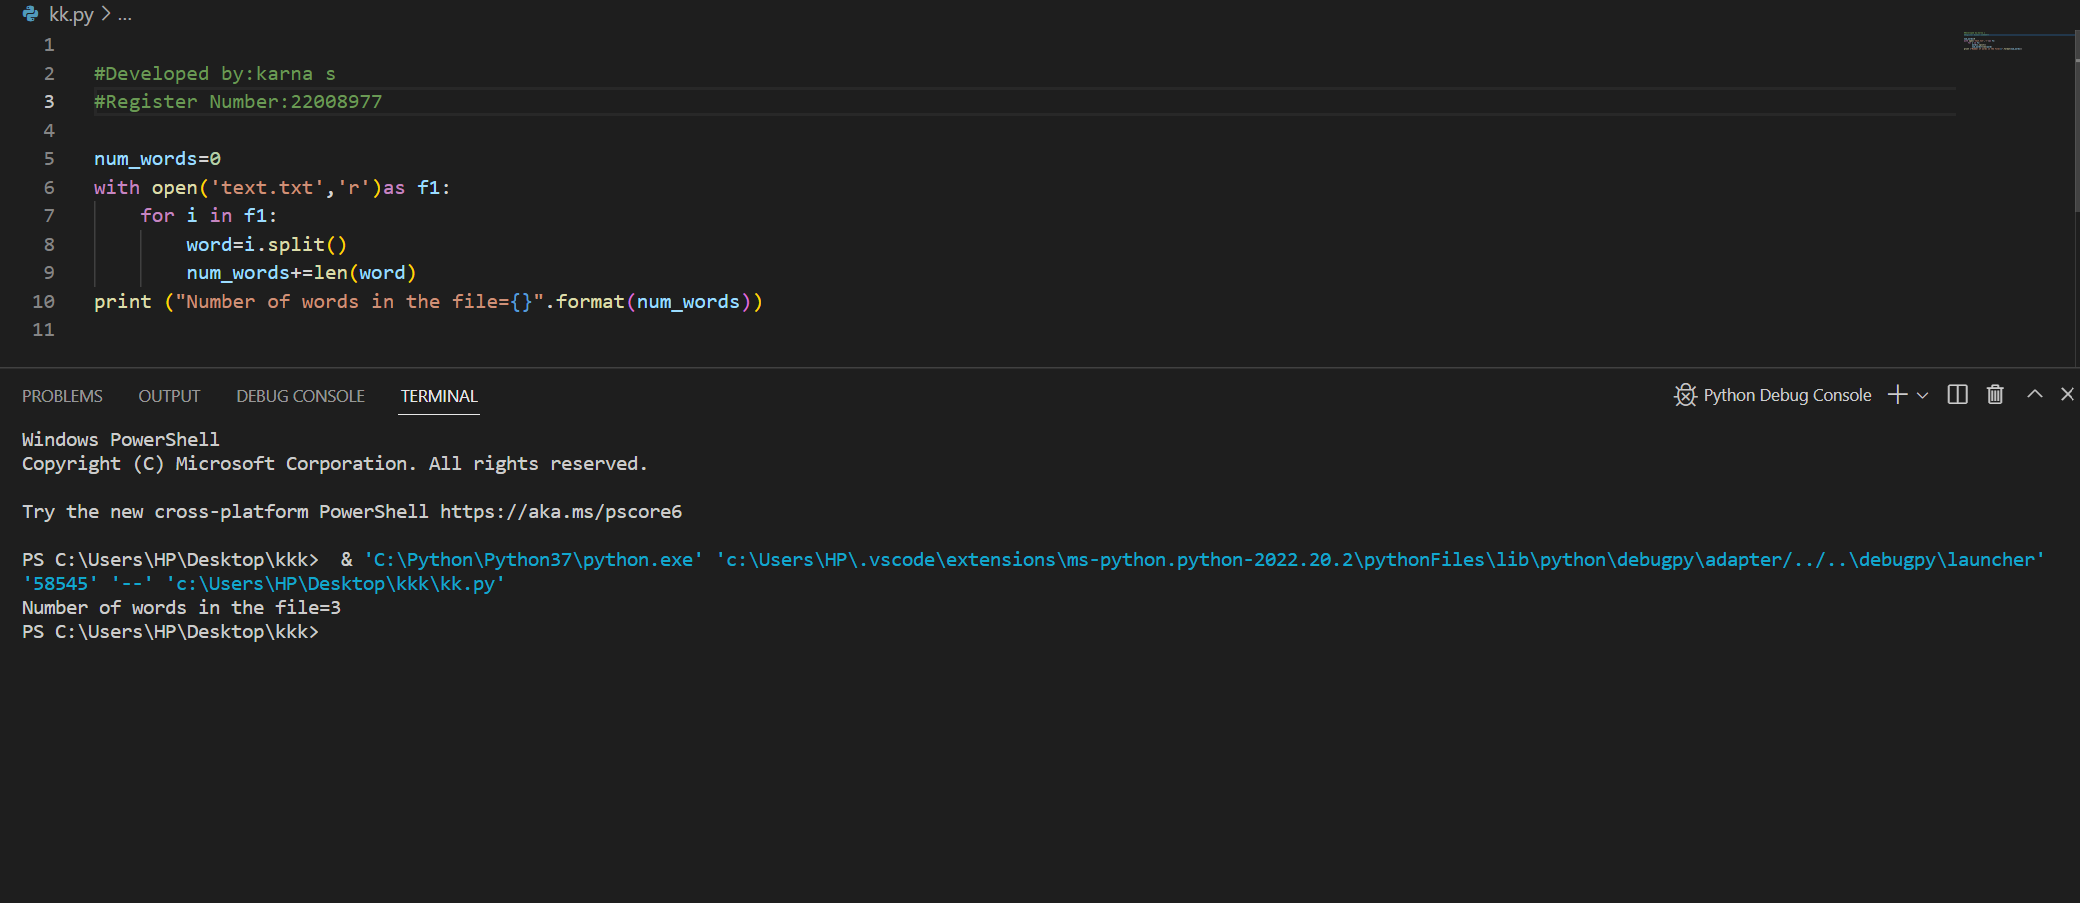 kk.py > ...
1
2 #Developed by:karna s
3 #Register Number:22008977
4
5 num_words=0
6 with open('text.txt','r')as f1:
7     for i in f1:
8         word=i.split()
9         num_words+=len(word)
10 print ("Number of words in the file={}".format(num_words))
11
PROBLEMS OUTPUT DEBUG CONSOLE TERMINAL Python Debug Console
Windows PowerShell
Copyright (C) Microsoft Corporation. All rights reserved.
Try the new cross-platform PowerShell https://aka.ms/pscore6
PS C:\Users\HP\Desktop\kkk>  & 'C:\Python\Python37\python.exe' 'c:\Users\HP\.vscode\extensions\ms-python.python-2022.20.2\pythonFiles\lib\python\debugpy\adapter/../..\debugpy\launcher'
'58545' '--' 'c:\Users\HP\Desktop\kkk\kk.py'
Number of words in the file=3
PS C:\Users\HP\Desktop\kkk>